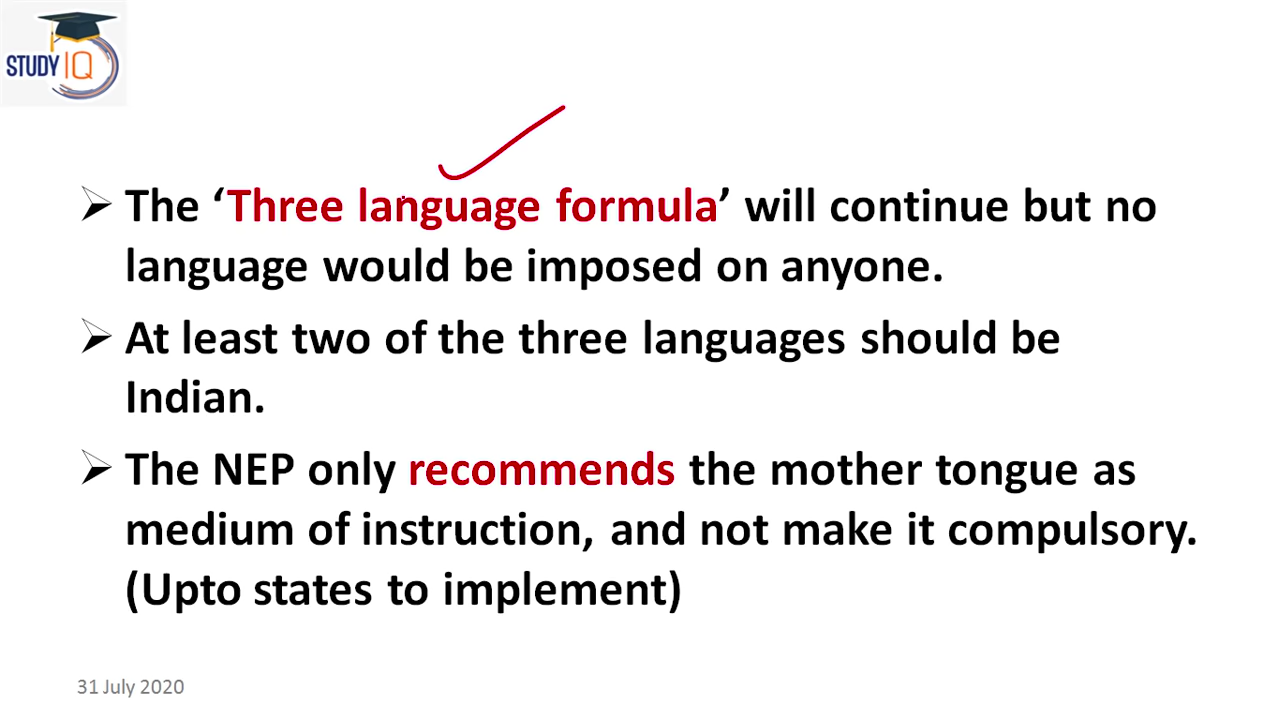 STUDY IQ
➢ The ‘Three language formula’ will continue but no
language would be imposed on anyone.
➢ At least two of the three languages should be
Indian.
➢ The NEP only recommends the mother tongue as
medium of instruction, and not make it compulsory.
(Upto states to implement)
31 July 2020